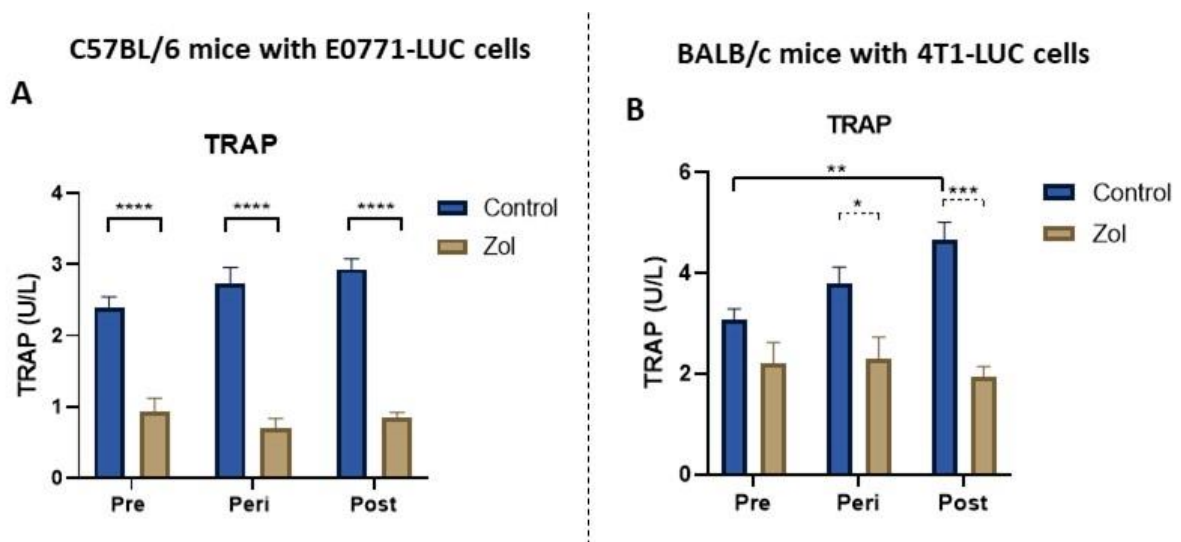 C57BL/6 mice with E0771-LUC cells
A
TRAP
4
3
2
1
0
TRAP (U/L)
****
****
****
Control
Zol
Pre
Peri
Post
BALB/c mice with 4T1-LUC cells
B
TRAP
6
4
2
0
TRAP (U/L)
**
*
***
Control
Zol
Pre
Peri
Post